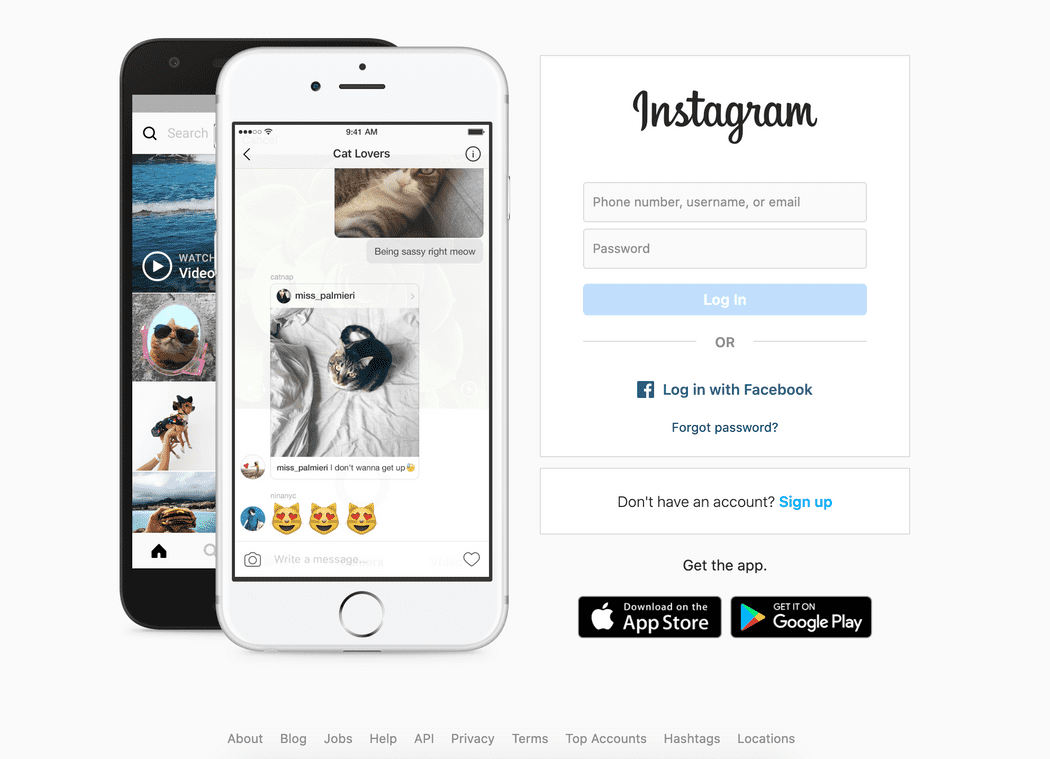 Search
WATCH
Video
9:41 AM
Cat Lovers
Being sassy right meow
catnap
miss_palmieri
miss_palmieri I don't wanna get up
ninanyc
Write a message...
Instagram
Phone number, username, or email
Password
Log In
OR
Log in with Facebook
Forgot password?
Don't have an account? Sign up
Get the app.
Download on the
App Store
GET IT ON
Google Play
About Blog Jobs Help API Privacy Terms Top Accounts Hashtags Locations